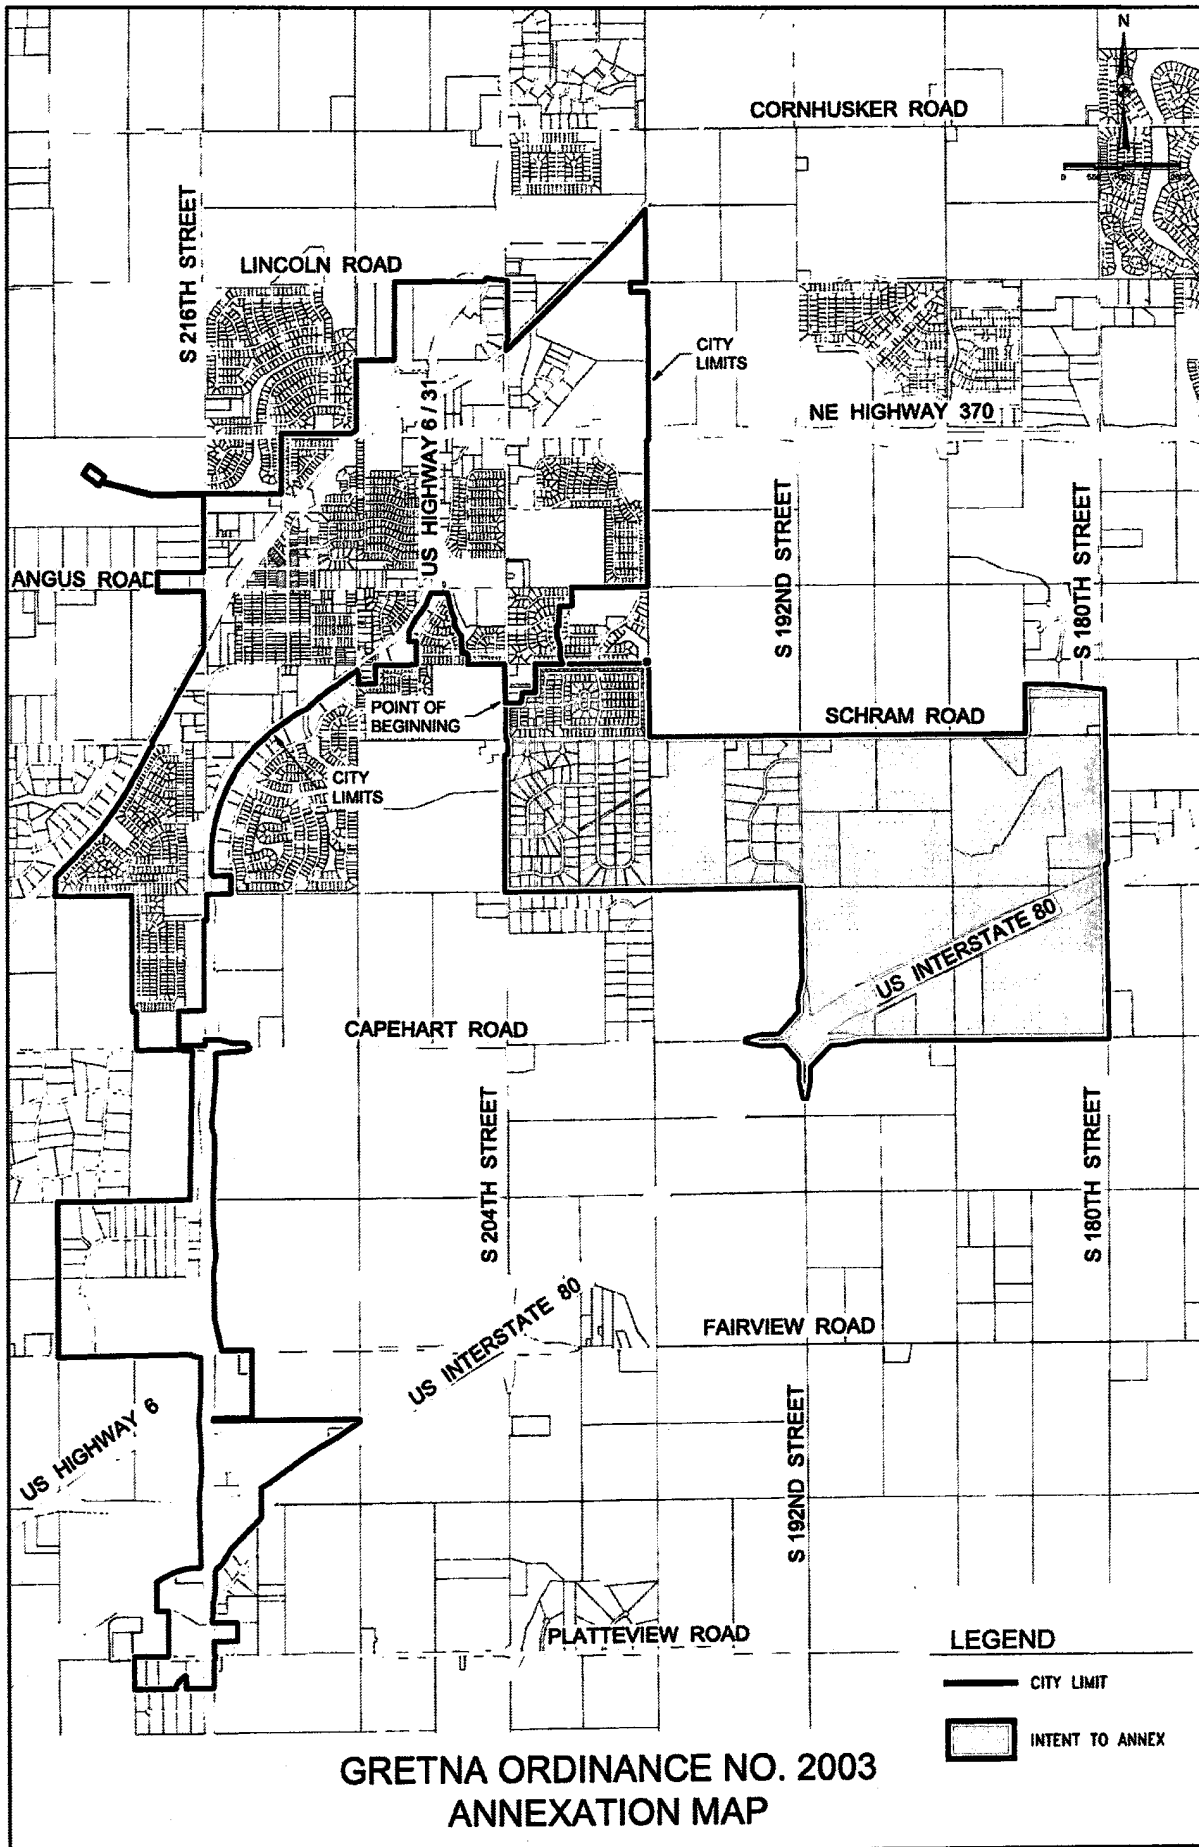 N
CORNHUSKER ROAD
0
S 216TH STREET
LINCOLN ROAD
CITY
LIMITS
US HIGHWAY 6 / 31
NE HIGHWAY 370
S 192ND STREET
S 180TH STREET
ANGUS ROAD
POINT OF
BEGINNING
SCHRAM ROAD
CITY
LIMITS
US INTERSTATE 80
CAPEHART ROAD
S 204TH STREET
S 180TH STREET
US INTERSTATE 80
FAIRVIEW ROAD
US HIGHWAY 6
S 192ND STREET
PLATTEVIEW ROAD
LEGEND
CITY LIMIT
INTENT TO ANNEX
GRETNA ORDINANCE NO. 2003
ANNEXATION MAP